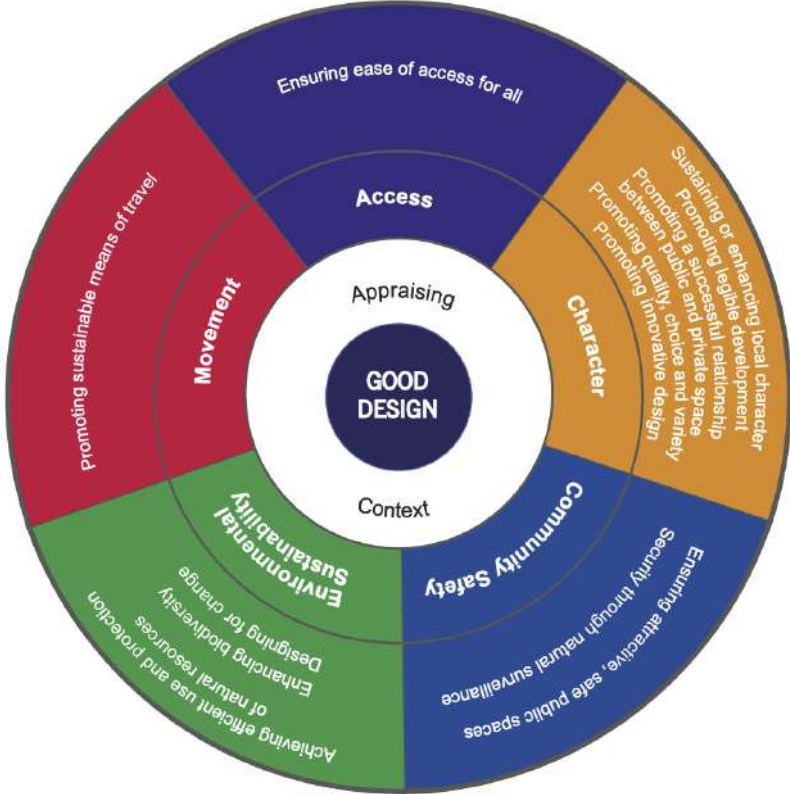 GOOD
DESIGN
Appraising
Context
Access
Ensuring ease of access for all
Character
Sustaining or enhancing local character
Promoting legible development
Promoting a successful relationship
between public and private space
Promoting quality, choice and variety
Promoting innovative design
Community Safety
Ensuring attractive, safe public spaces
Security through natural surveillance
Environmental
Sustainability
Achieving efficient use and protection
of natural resources
Enhancing biodiversity
Designing for change
Movement
Promoting sustainable means of travel